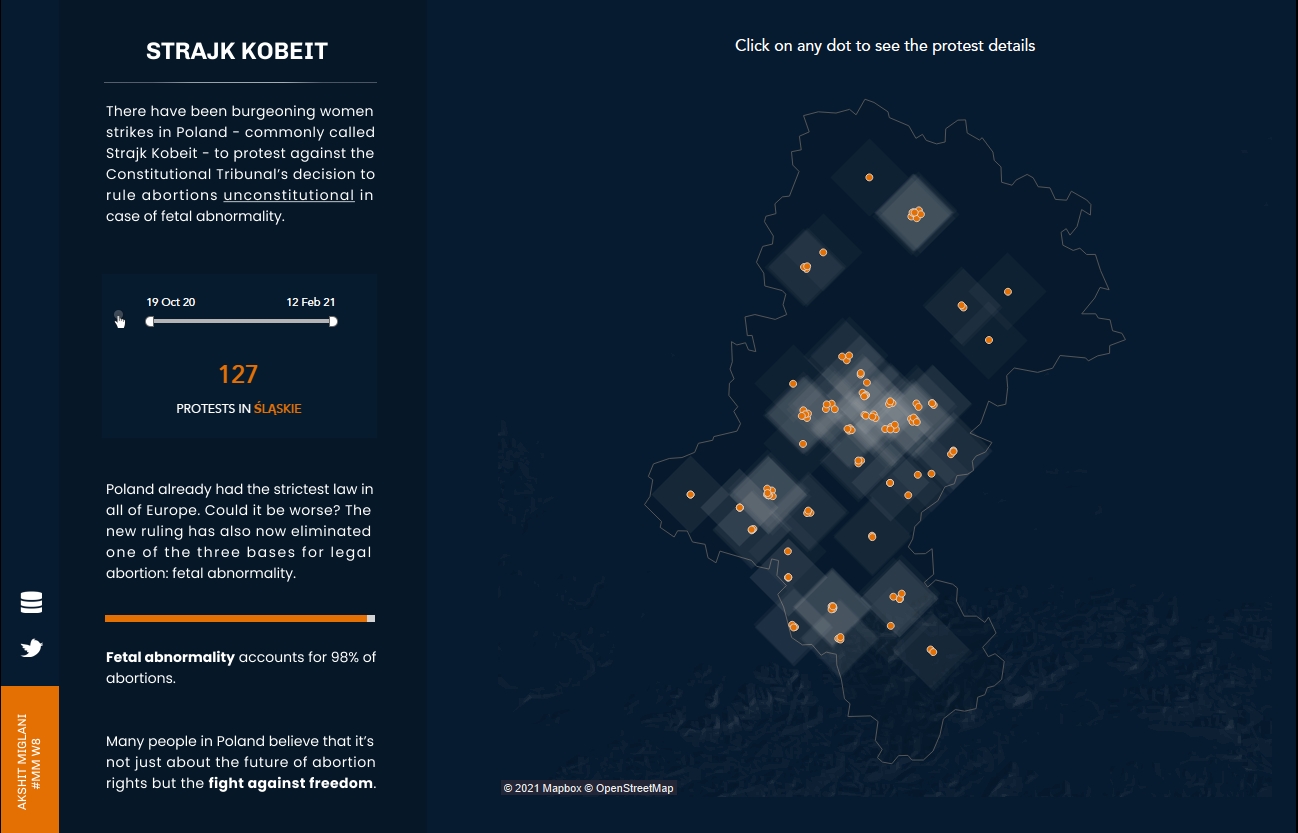 STRAJK KOBEIT
There have been burgeoning women
strikes in Poland - commonly called
Strajk Kobeit - to protest against the
Constitutional Tribunal's decision to
rule abortions unconstitutional in
case of fetal abnormality.
19 Oct 20
12 Feb 21
127
PROTESTS IN ŚLĄSKIE
Poland already had the strictest law in
all of Europe. Could it be worse? The
new ruling has also now eliminated
one of the three bases for legal
abortion: fetal abnormality.
Fetal abnormality accounts for 98% of
abortions.
Many people in Poland believe that it's
not just about the future of abortion
rights but the fight against freedom.
AKSHIT MIGLANI
#MM W8
Click on any dot to see the protest details
© 2021 Mapbox © OpenStreetMap